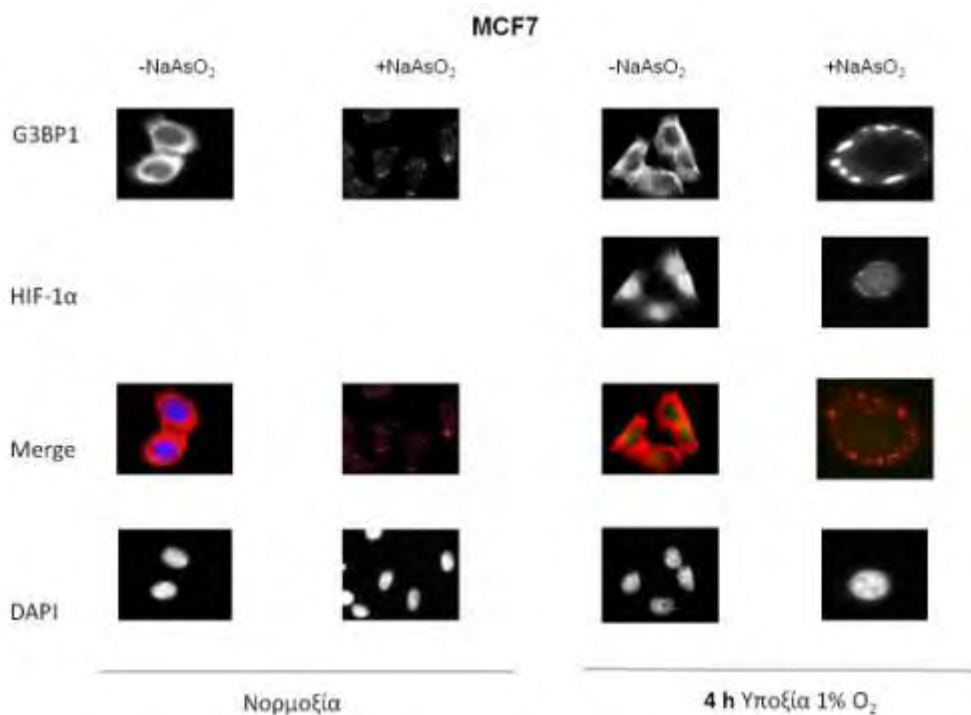 MCF7
-NaAsO₂ +NaAsO₂ -NaAsO₂ +NaAsO₂
G3BP1
HIF-1α
Merge
DAPI
Νορμοξία 4 h Υποξία 1% O₂